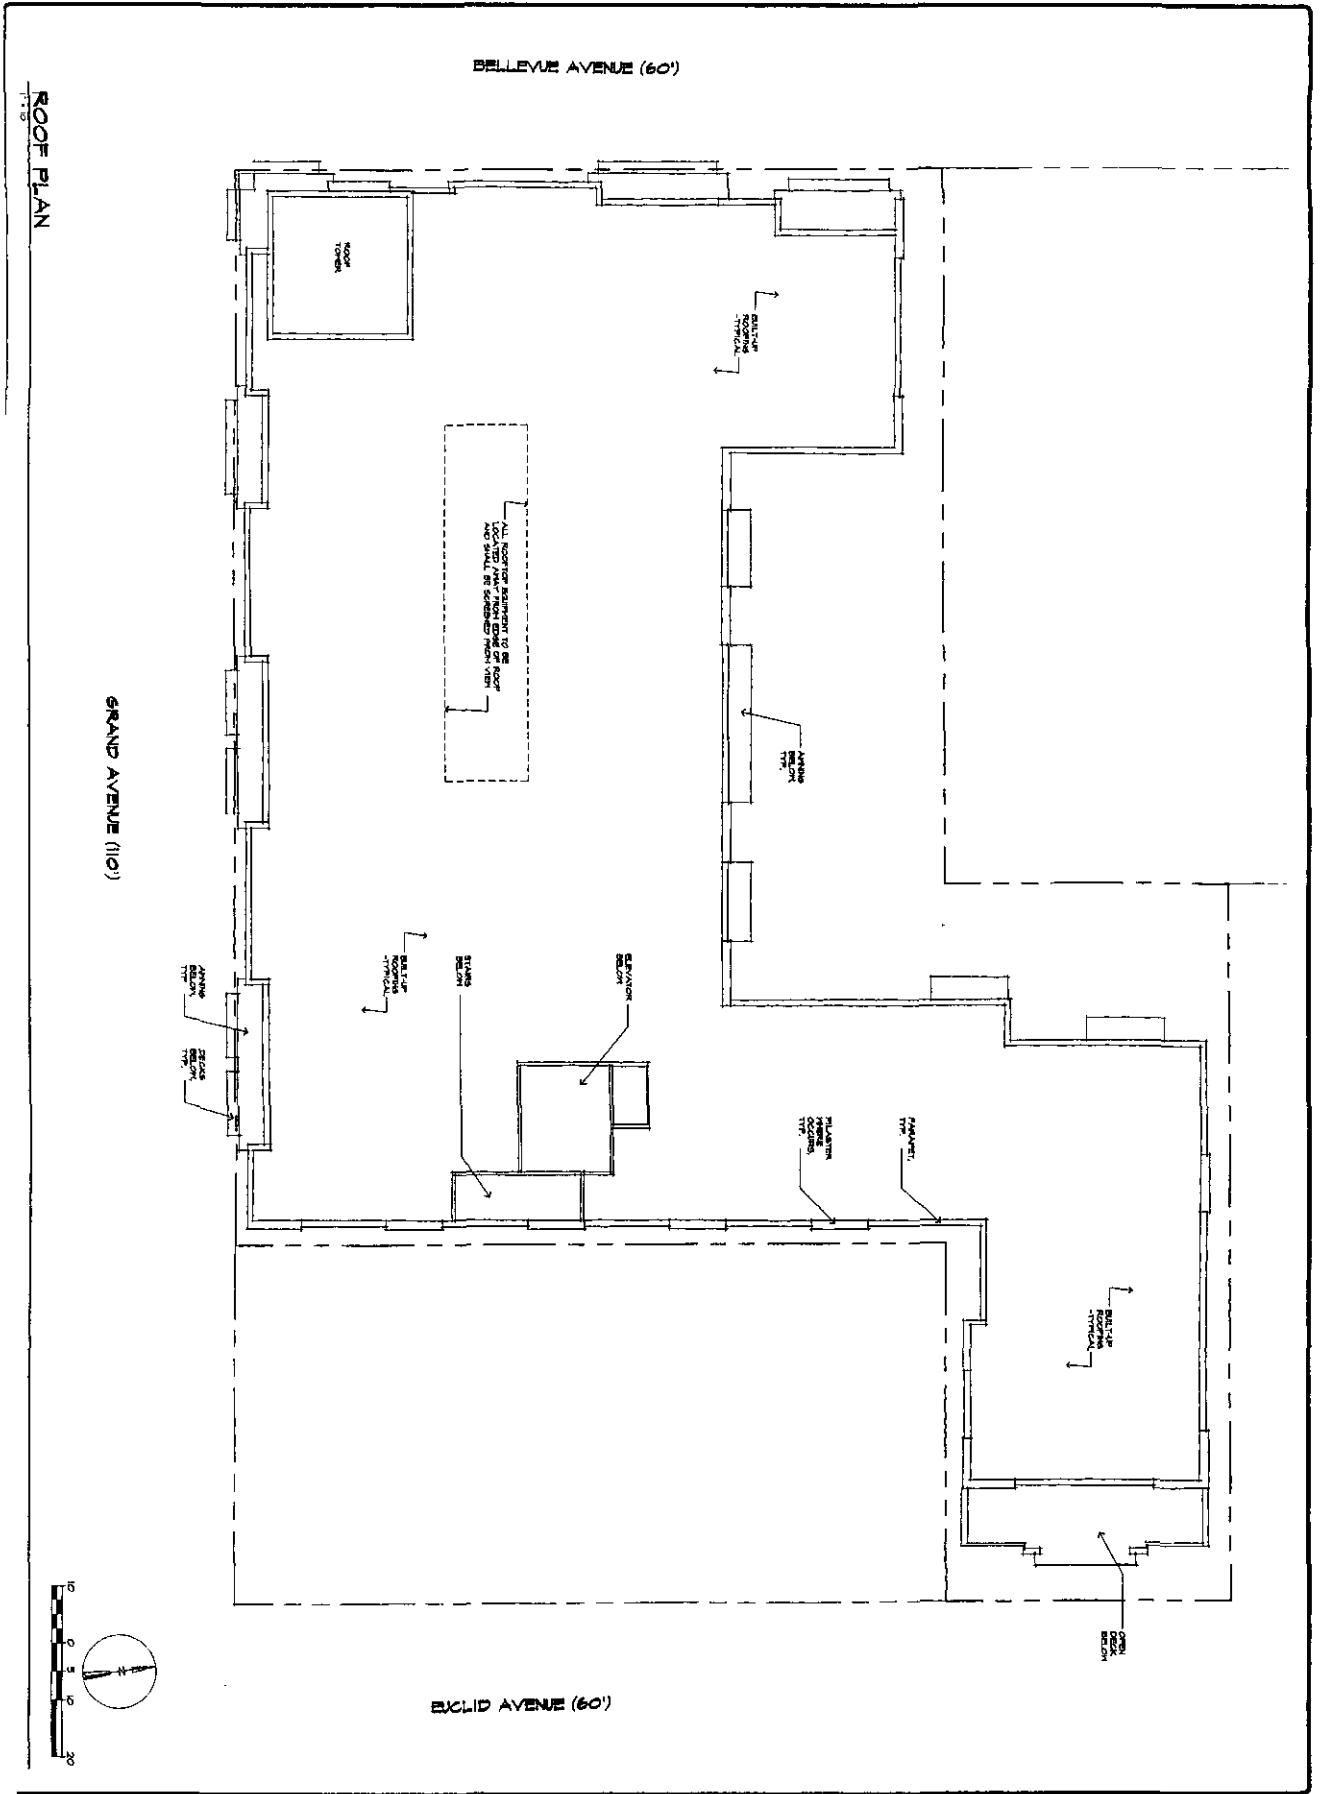 BELLEVUE AVENUE (60')
ROOF PLAN
1" = 10'
ROOF
TOWER
BUILT-UP
ROOFING
-TYPICAL
ALL ROOFTOP EQUIPMENT TO BE
LOCATED AWAY FROM EDGE OF ROOF
AND SHALL BE SCREENED FROM VIEW
AWNING
BELOW,
TYP.
GRAND AVENUE (110')
BUILT-UP
ROOFING
-TYPICAL
STAIRS
BELOW
ELEVATOR
BELOW
AWNING
BELOW,
TYP.
DECKS
BELOW,
TYP.
PILASTER
WHERE
OCCURS,
TYP.
PARAPET,
TYP.
BUILT-UP
ROOFING
-TYPICAL
OPEN
DECK
BELOW
EUCLID AVENUE (60')
10 0 5 10 20
N